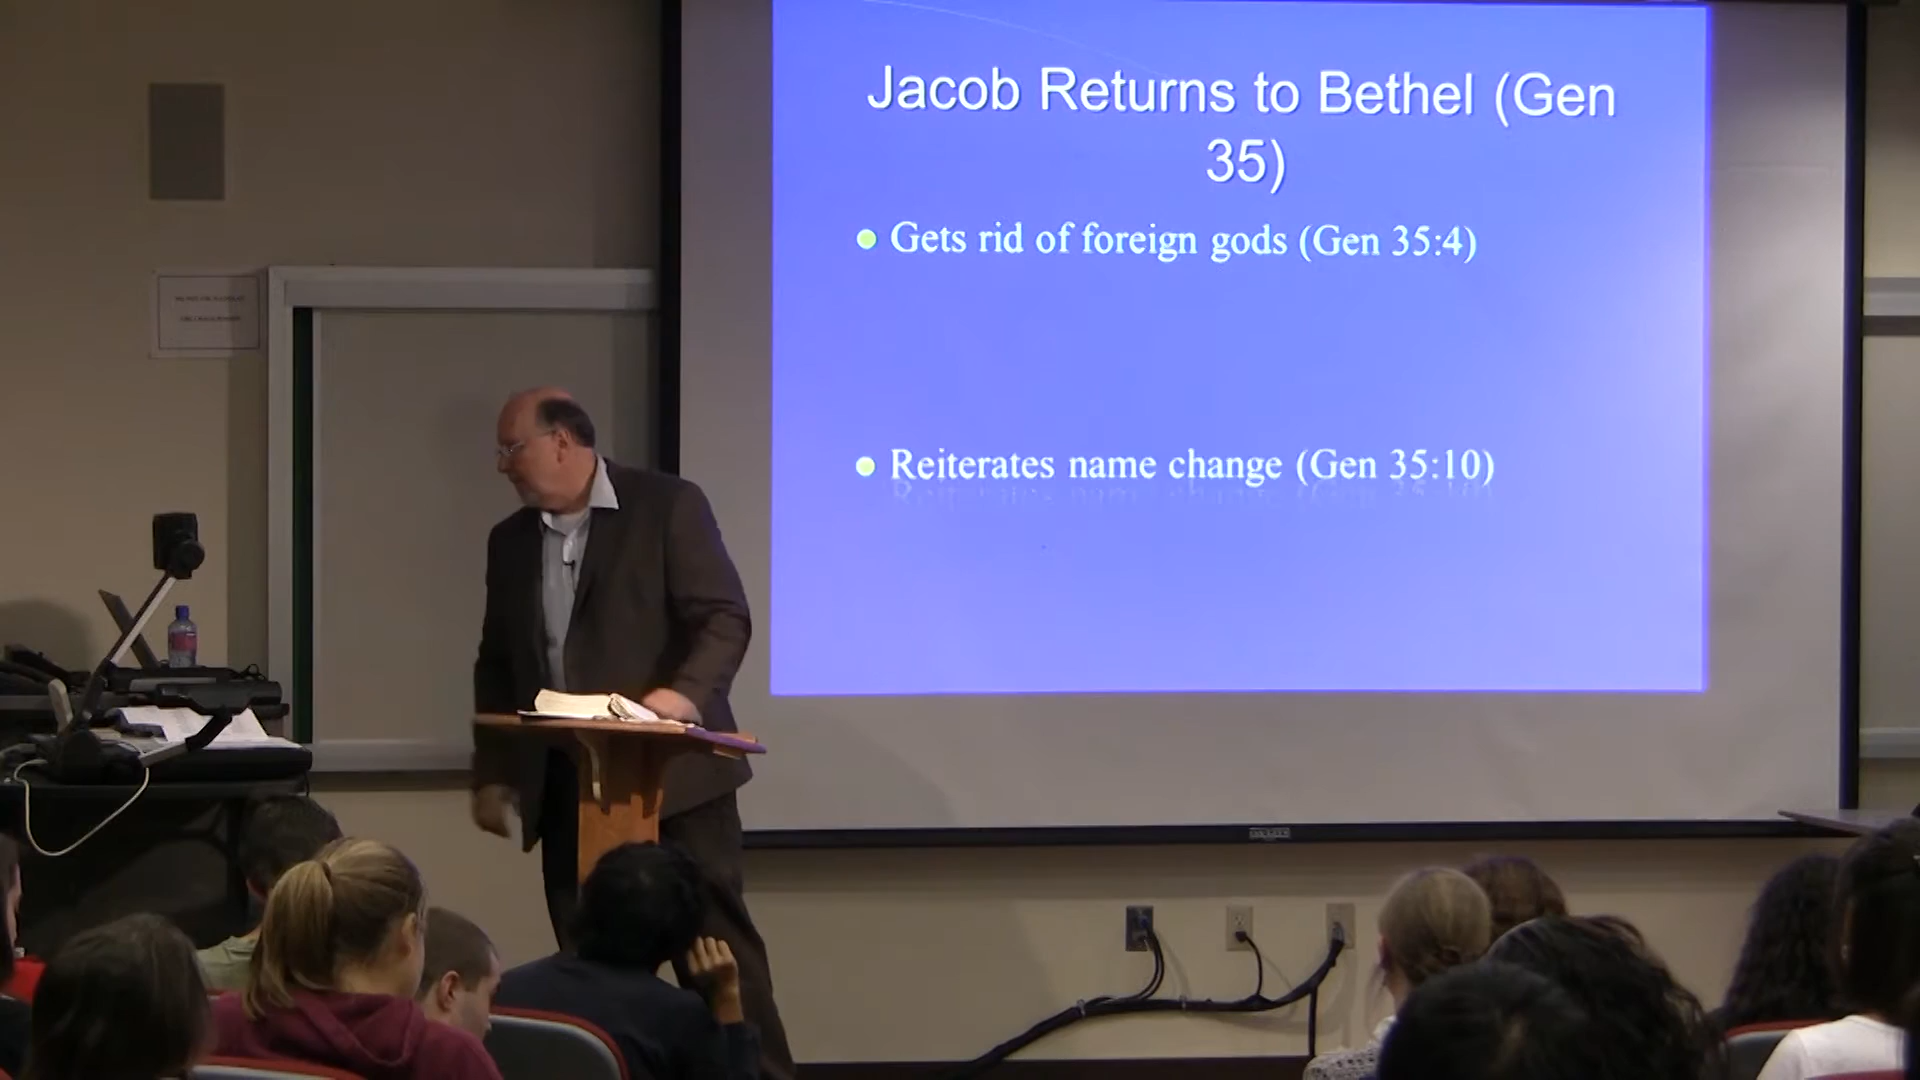 Jacob Returns to Bethel (Gen
35)
Gets rid of foreign gods (Gen 35:4)
Reiterates name change (Gen 35:10)